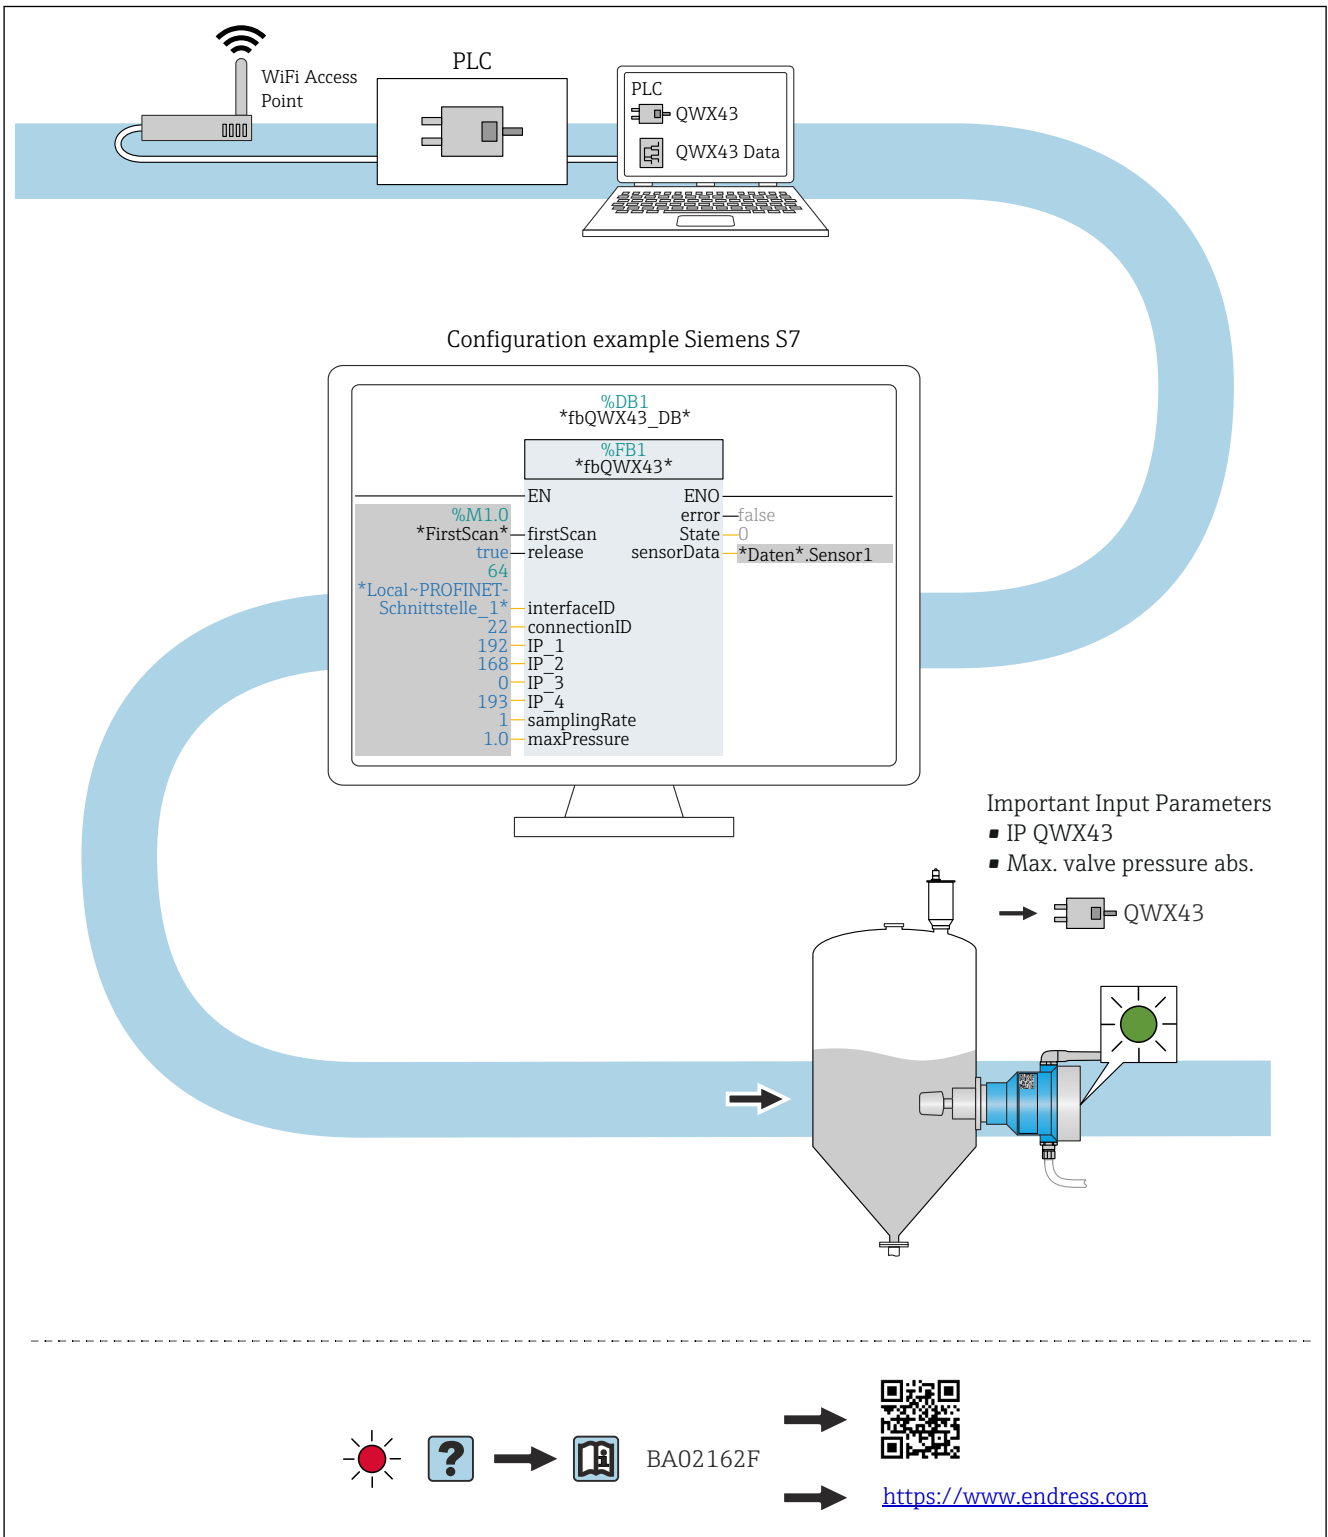 WiFi Access
Point
PLC
PLC
QWX43
QWX43 Data
Configuration example Siemens S7
%DB1
*fbQWX43_DB*
%FB1
*fbQWX43*
EN ENO
%M1.0 error false
*FirstScan* firstScan State 0
true release sensorData *Daten*.Sensor1
64
*Local~PROFINET-
Schnittstelle_1* interfaceID
22 connectionID
192 IP_1
168 IP_2
0 IP_3
193 IP_4
1 samplingRate
1.0 maxPressure
Important Input Parameters
▪ IP QWX43
▪ Max. valve pressure abs.
QWX43
?
i
BA02162F
https://www.endress.com